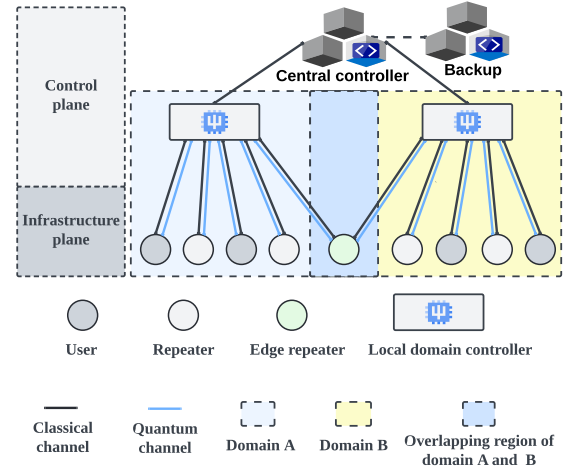 Control
plane
Central controller
Backup
Infrastructure
plane
User
Repeater
Edge repeater
Local domain controller
Classical
channel
Quantum
channel
Domain A
Domain B
Overlapping region of
domain A and B